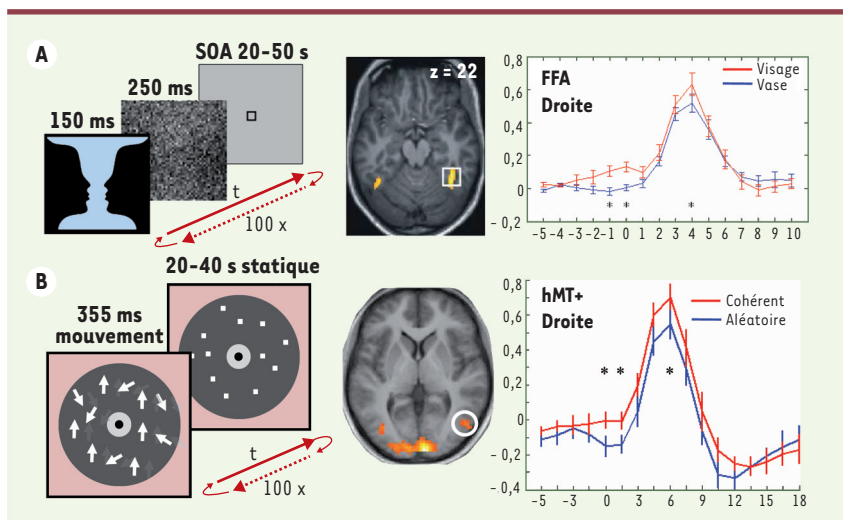 A
SOA 20-50 s
250 ms
150 ms
t
100 x
z = 22
FFA
Droite
Visage
Vase
0,8
0,6
0,4
0,2
0
- 0,2
* * *
-5 -4 -3 -2 -1 0 1 2 3 4 5 6 7 8 9 10
B
20-40 s statique
355 ms
mouvement
t
100 x
hMT+
Droite
Cohérent
Aléatoire
0,8
0,6
0,4
0,2
0
- 0,2
- 0,4
* * *
-5 -3 0 3 6 9 12 15 18